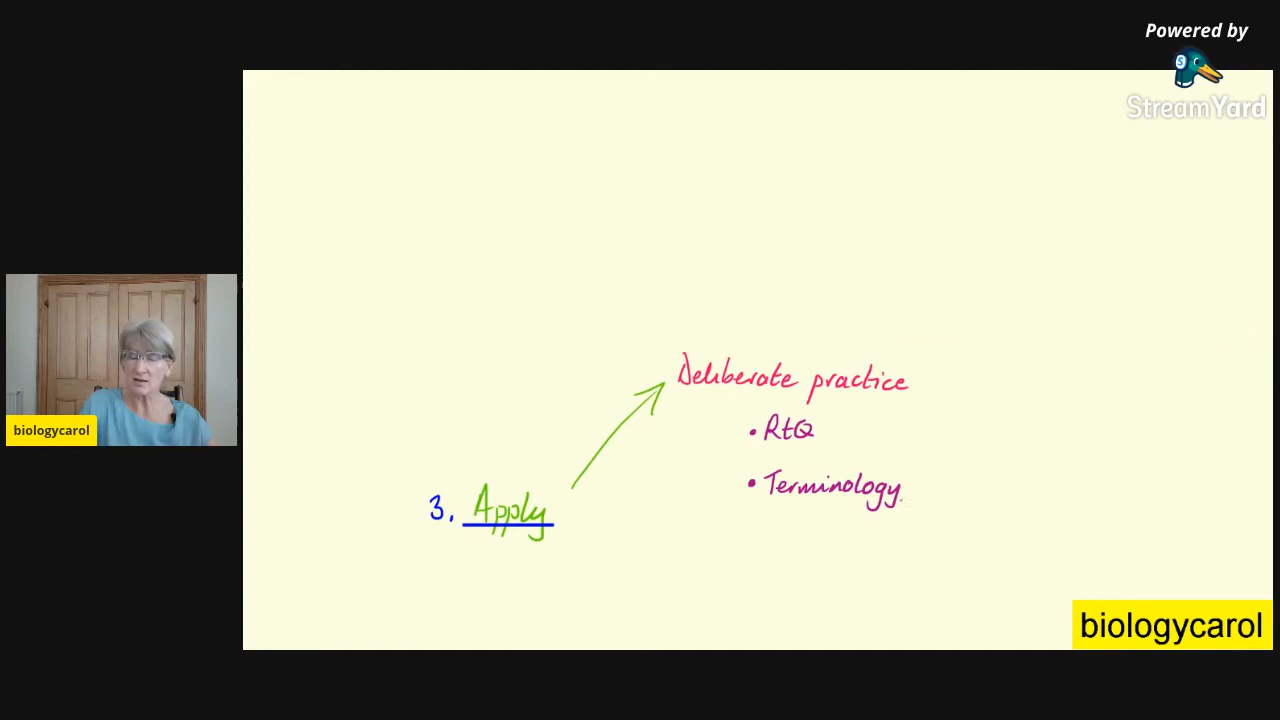 Powered by
StreamYard
Deliberate practice
• RtQ
• Terminology
3. Apply
biologycarol
biologycarol